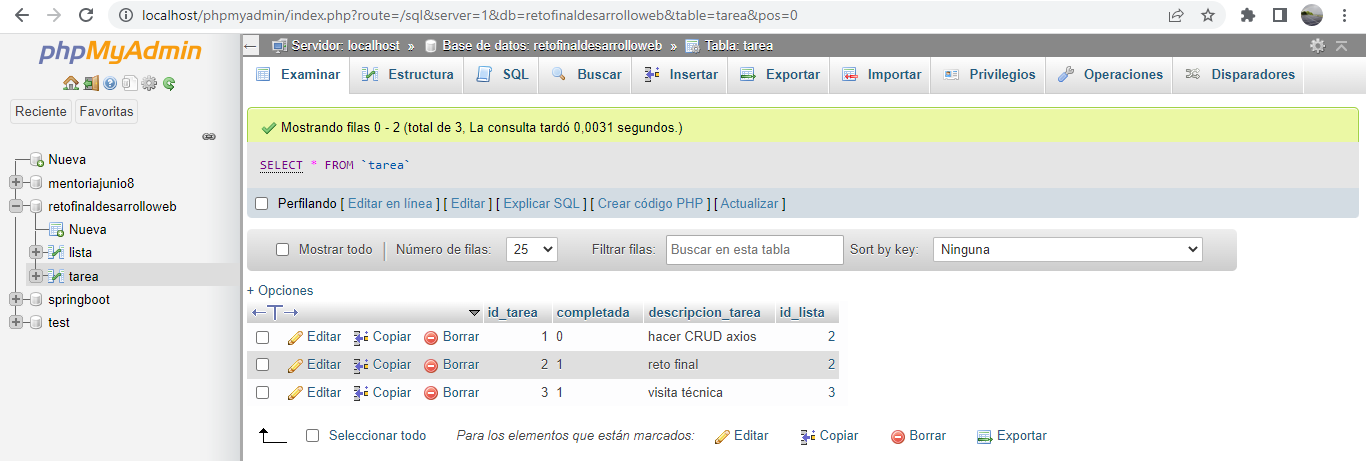 localhost/phpmyadmin/index.php?route=/sql&server=1&db=retofinaldesarrolloweb&table=tarea&pos=0
phpMyAdmin
Reciente Favoritas
Nueva
mentoriajunio8
retofinaldesarrolloweb
Nueva
lista
tarea
springboot
test
Servidor: localhost » Base de datos: retofinaldesarrolloweb » Tabla: tarea
Examinar Estructura SQL Buscar Insertar Exportar Importar Privilegios Operaciones Disparadores
Mostrando filas 0 - 2 (total de 3, La consulta tardó 0,0031 segundos.)
SELECT * FROM `tarea`
Perfilando [ Editar en línea ] [ Editar ] [ Explicar SQL ] [ Crear código PHP ] [ Actualizar ]
Mostrar todo | Número de filas: 25 Filtrar filas: Buscar en esta tabla Sort by key: Ninguna
+ Opciones
←T→ id_tarea completada descripcion_tarea id_lista
Editar Copiar Borrar 1 0 hacer CRUD axios 2
Editar Copiar Borrar 2 1 reto final 2
Editar Copiar Borrar 3 1 visita técnica 3
Seleccionar todo Para los elementos que están marcados: Editar Copiar Borrar Exportar